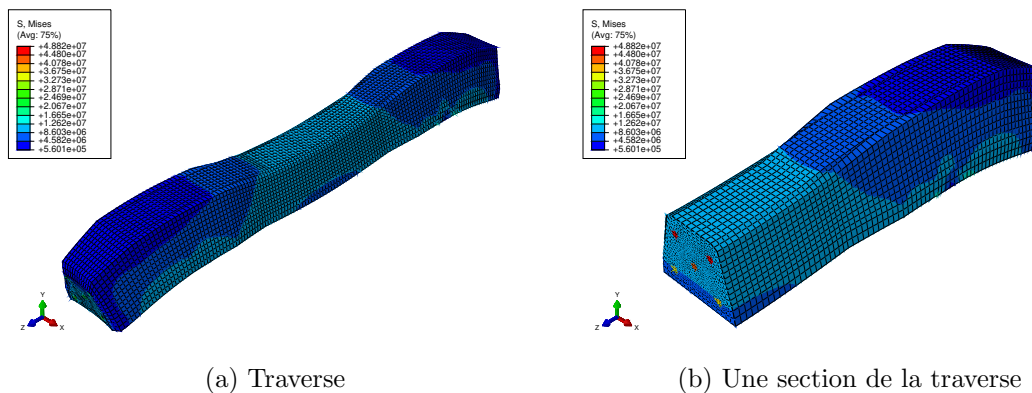 S, Mises
(Avg: 75%)
+4.882e+07
+4.480e+07
+4.078e+07
+3.675e+07
+3.273e+07
+2.871e+07
+2.469e+07
+2.067e+07
+1.665e+07
+1.262e+07
+8.603e+06
+4.582e+06
+5.601e+05
Y
Z
X
(a) Traverse
S, Mises
(Avg: 75%)
+4.882e+07
+4.480e+07
+4.078e+07
+3.675e+07
+3.273e+07
+2.871e+07
+2.469e+07
+2.067e+07
+1.665e+07
+1.262e+07
+8.603e+06
+4.582e+06
+5.601e+05
Y
Z
X
(b) Une section de la traverse